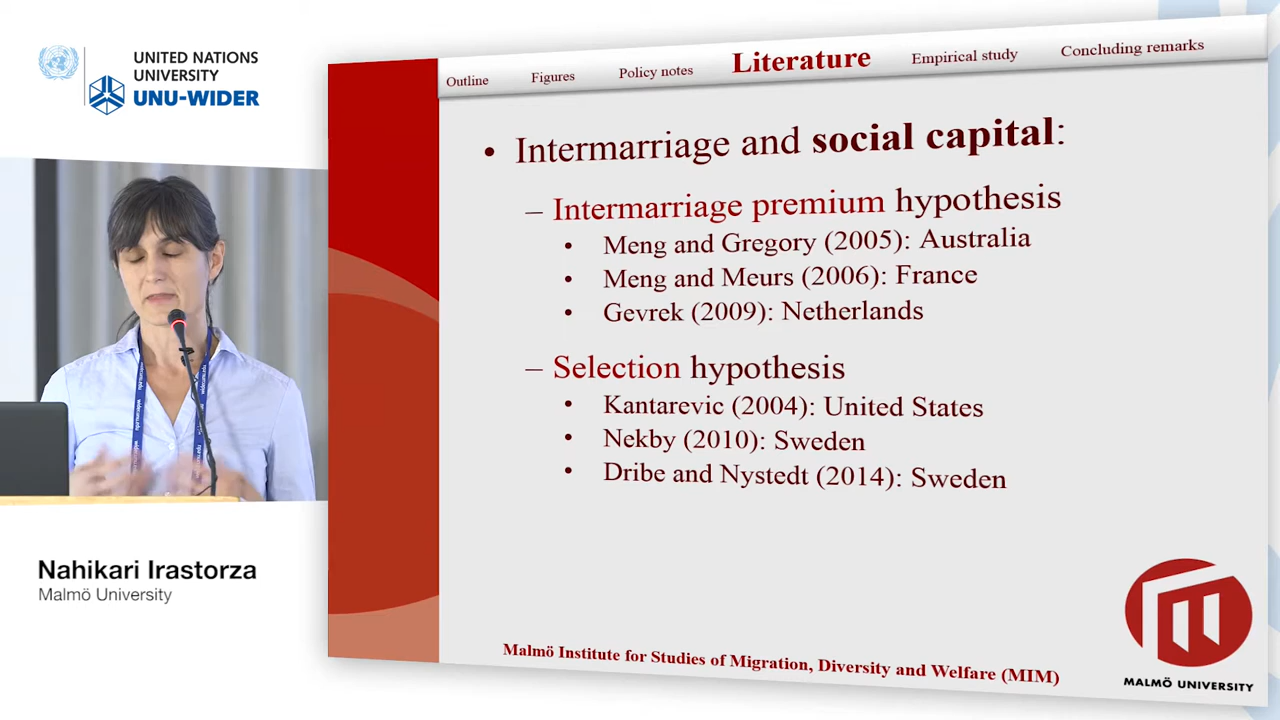 UNITED NATIONS
UNIVERSITY
UNU-WIDER
Nahikari Irastorza
Malmö University
Outline Figures Policy notes Literature Empirical study Concluding remarks
• Intermarriage and social capital:
– Intermarriage premium hypothesis
• Meng and Gregory (2005): Australia
• Meng and Meurs (2006): France
• Gevrek (2009): Netherlands
– Selection hypothesis
• Kantarevic (2004): United States
• Nekby (2010): Sweden
• Dribe and Nystedt (2014): Sweden
Malmö Institute for Studies of Migration, Diversity and Welfare (MIM)
MALMÖ UNIVERSITY